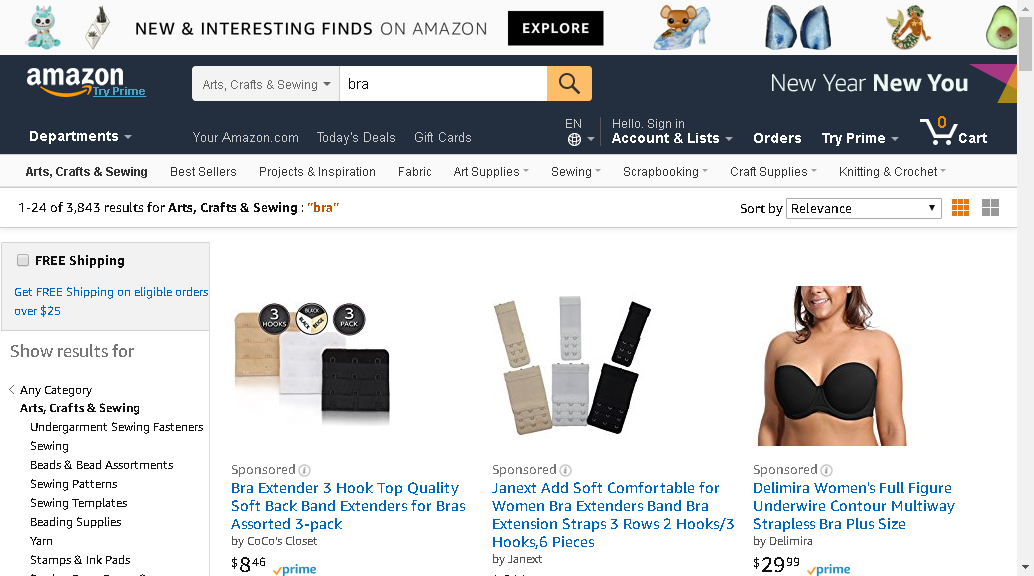 NEW & INTERESTING FINDS ON AMAZON EXPLORE
amazon
Try Prime
Arts, Crafts & Sewing
bra
New Year New You
Departments
Your Amazon.com Today's Deals Gift Cards
EN
Hello. Sign in
Account & Lists
Orders
Try Prime
0
Cart
Arts, Crafts & Sewing Best Sellers Projects & Inspiration Fabric Art Supplies Sewing Scrapbooking Craft Supplies Knitting & Crochet
1-24 of 3,843 results for Arts, Crafts & Sewing : "bra"
Sort by Relevance
FREE Shipping
Get FREE Shipping on eligible orders
over $25
Show results for
Any Category
Arts, Crafts & Sewing
Undergarment Sewing Fasteners
Sewing
Beads & Bead Assortments
Sewing Patterns
Sewing Templates
Beading Supplies
Yarn
Stamps & Ink Pads
3
HOOKS
BLACK
BLACK
BEIGE
3
PACK
Sponsored
Bra Extender 3 Hook Top Quality
Soft Back Band Extenders for Bras
Assorted 3-pack
by CoCo's Closet
$8 46 prime
Sponsored
Janext Add Soft Comfortable for
Women Bra Extenders Band Bra
Extension Straps 3 Rows 2 Hooks/3
Hooks,6 Pieces
by Janext
Sponsored
Delimira Women's Full Figure
Underwire Contour Multiway
Strapless Bra Plus Size
by Delimira
$29 99 prime